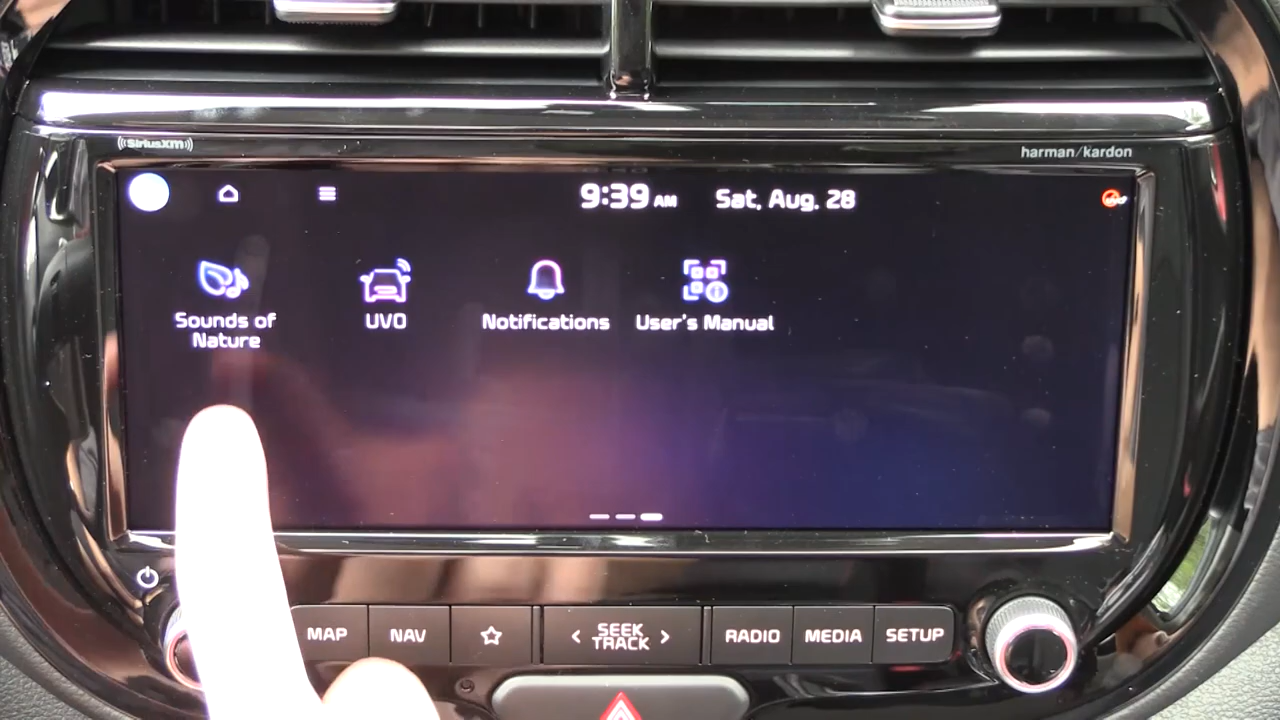 SiriusXM
harman/kardon
9:39 AM
Sat, Aug. 28
Sounds of
Nature
UVO
Notifications
User's Manual
MAP
NAV
SEEK
TRACK
RADIO
MEDIA
SETUP